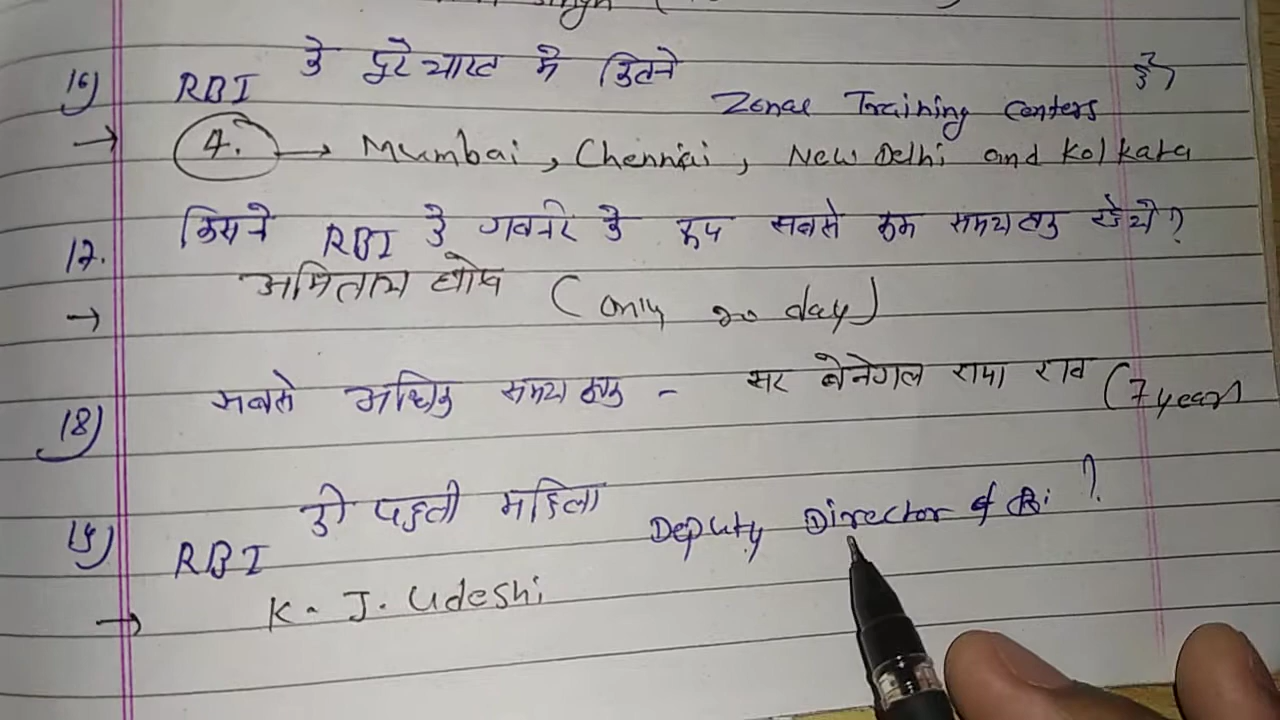 16) RBI के पूरे भारत में कितने Zonal Training Centers है
→ 4. → Mumbai, Chennai, New Delhi and Kolkara
17. किसने RBI के गवर्नर के रूप सबसे कम समय तक रहे थे?
→ अमिताभ घोष (only 20 day)
18) सबसे अधिक समय तक - सर बेनेगल रामा राव (7 years
19) RBI की पहली महिला Deputy Director of Rbi ?
→ K. J. Udeshi